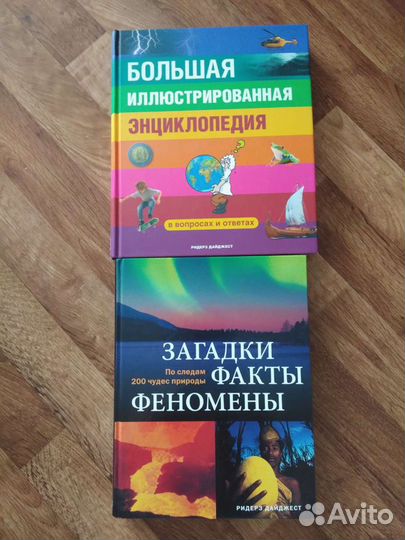 БОЛЬШАЯ
ИЛЛЮСТРИРОВАННАЯ
ЭНЦИКЛОПЕДИЯ
в вопросах и ответах
РИДЕРЗ ДАЙДЖЕСТ
ЗАГАДКИ
По следам
200 чудес природы
ФАКТЫ
ФЕНОМЕНЫ
РИДЕРЗ ДАЙДЖЕСТ
Avito